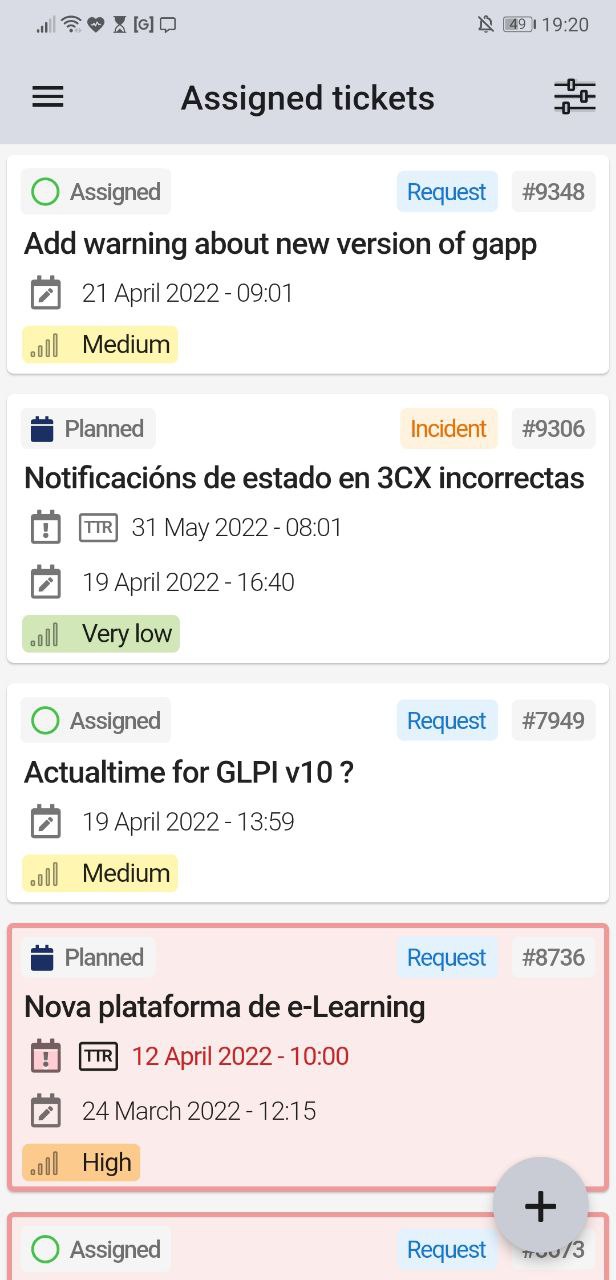 [G] 49 19:20
Assigned tickets
Assigned Request #9348
Add warning about new version of gapp
21 April 2022 - 09:01
Medium
Planned Incident #9306
Notificacións de estado en 3CX incorrectas
TTR 31 May 2022 - 08:01
19 April 2022 - 16:40
Very low
Assigned Request #7949
Actualtime for GLPI v10 ?
19 April 2022 - 13:59
Medium
Planned Request #8736
Nova plataforma de e-Learning
TTR 12 April 2022 - 10:00
24 March 2022 - 12:15
High
Assigned Request